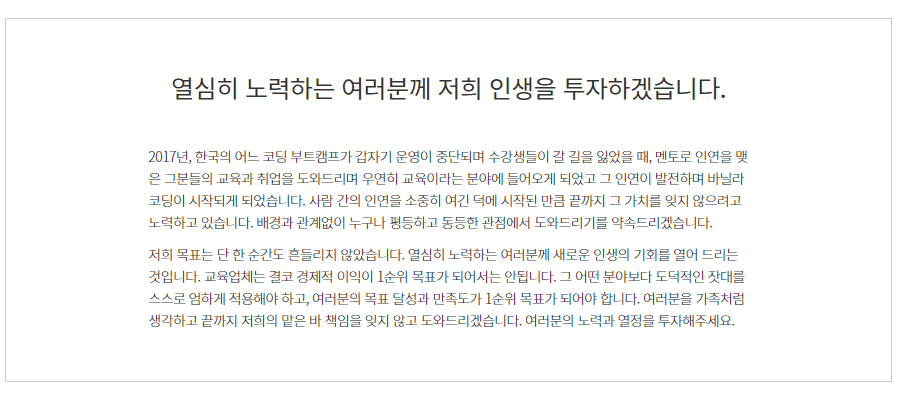 열심히 노력하는 여러분께 저희 인생을 투자하겠습니다.
2017년, 한국의 어느 코딩 부트캠프가 갑자기 운영이 중단되며 수강생들이 갈 길을 잃었을 때, 멘토로 인연을 맺
은 그분들의 교육과 취업을 도와드리며 우연히 교육이라는 분야에 들어오게 되었고 그 인연이 발전하며 바닐라
코딩이 시작되게 되었습니다. 사람 간의 인연을 소중히 여긴 덕에 시작된 만큼 끝까지 그 가치를 잊지 않으려고
노력하고 있습니다. 배경과 관계없이 누구나 평등하고 동등한 관점에서 도와드리기를 약속드리겠습니다.
저희 목표는 단 한 순간도 흔들리지 않았습니다. 열심히 노력하는 여러분께 새로운 인생의 기회를 열어 드리는
것입니다. 교육업체는 결코 경제적 이익이 1순위 목표가 되어서는 안됩니다. 그 어떤 분야보다 도덕적인 잣대를
스스로 엄하게 적용해야 하고, 여러분의 목표 달성과 만족도가 1순위 목표가 되어야 합니다. 여러분을 가족처럼
생각하고 끝까지 저희의 맡은 바 책임을 잊지 않고 도와드리겠습니다. 여러분의 노력과 열정을 투자해주세요.